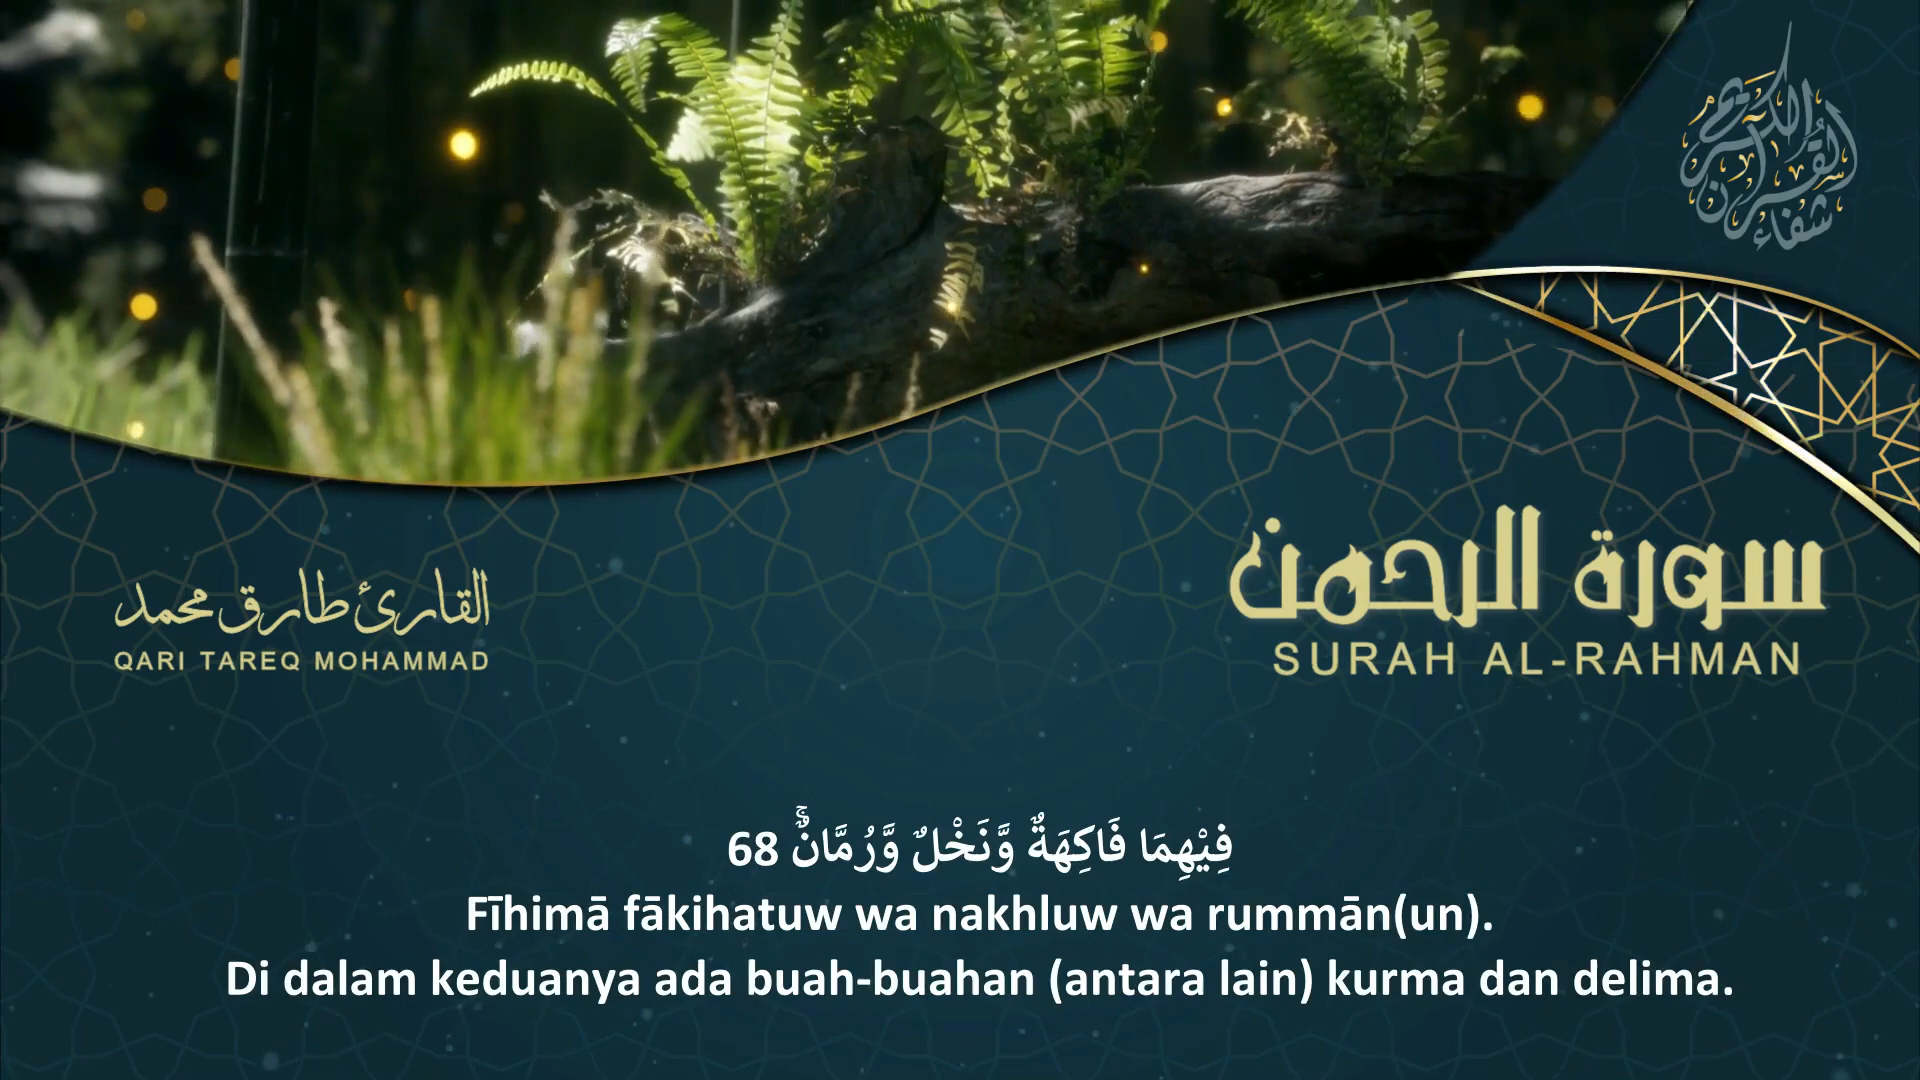 القرآن الكريم شفاء
سورة الرحمن
SURAH AL-RAHMAN
القارئ طارق محمد
QARI TAREQ MOHAMMAD
فِيْهِمَا فَاكِهَةٌ وَّنَخْلٌ وَّرُمَّانٌۚ 68
Fīhimā fākihatuw wa nakhluw wa rummān(un).
Di dalam keduanya ada buah-buahan (antara lain) kurma dan delima.